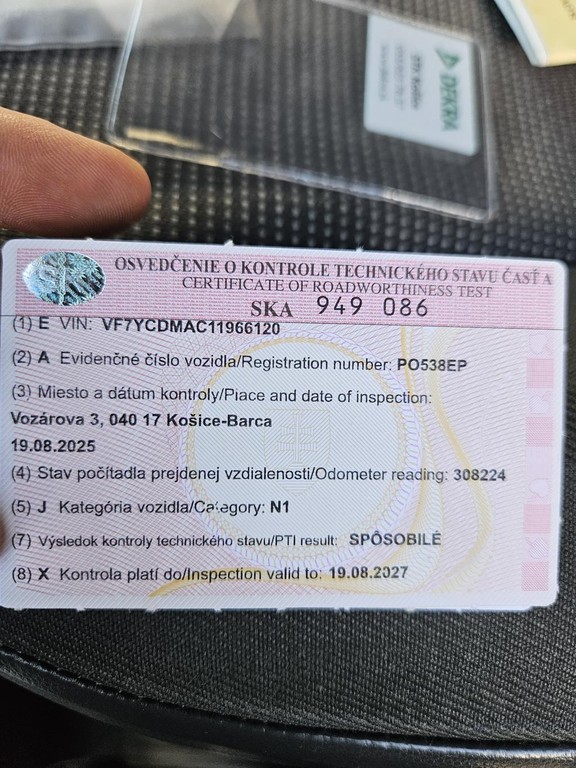 DEKRA
OSVEDČENIE O KONTROLE TECHNICKÉHO STAVU ČASŤ A
CERTIFICATE OF ROADWORTHINESS TEST
SKA 949 086
(1) E VIN: VF7YCDMAC11966120
(2) A Evidenčné číslo vozidla/Registration number: PO538EP
(3) Miesto a dátum kontroly/Place and date of inspection:
Vozárova 3, 040 17 Košice-Barca
19.08.2025
(4) Stav počítadla prejdenej vzdialenosti/Odometer reading: 308224
(5) J Kategória vozidla/Category: N1
(7) Výsledok kontroly technického stavu/PTI result: SPÔSOBILÉ
(8) X Kontrola platí do/Inspection valid to: 19.08.2027